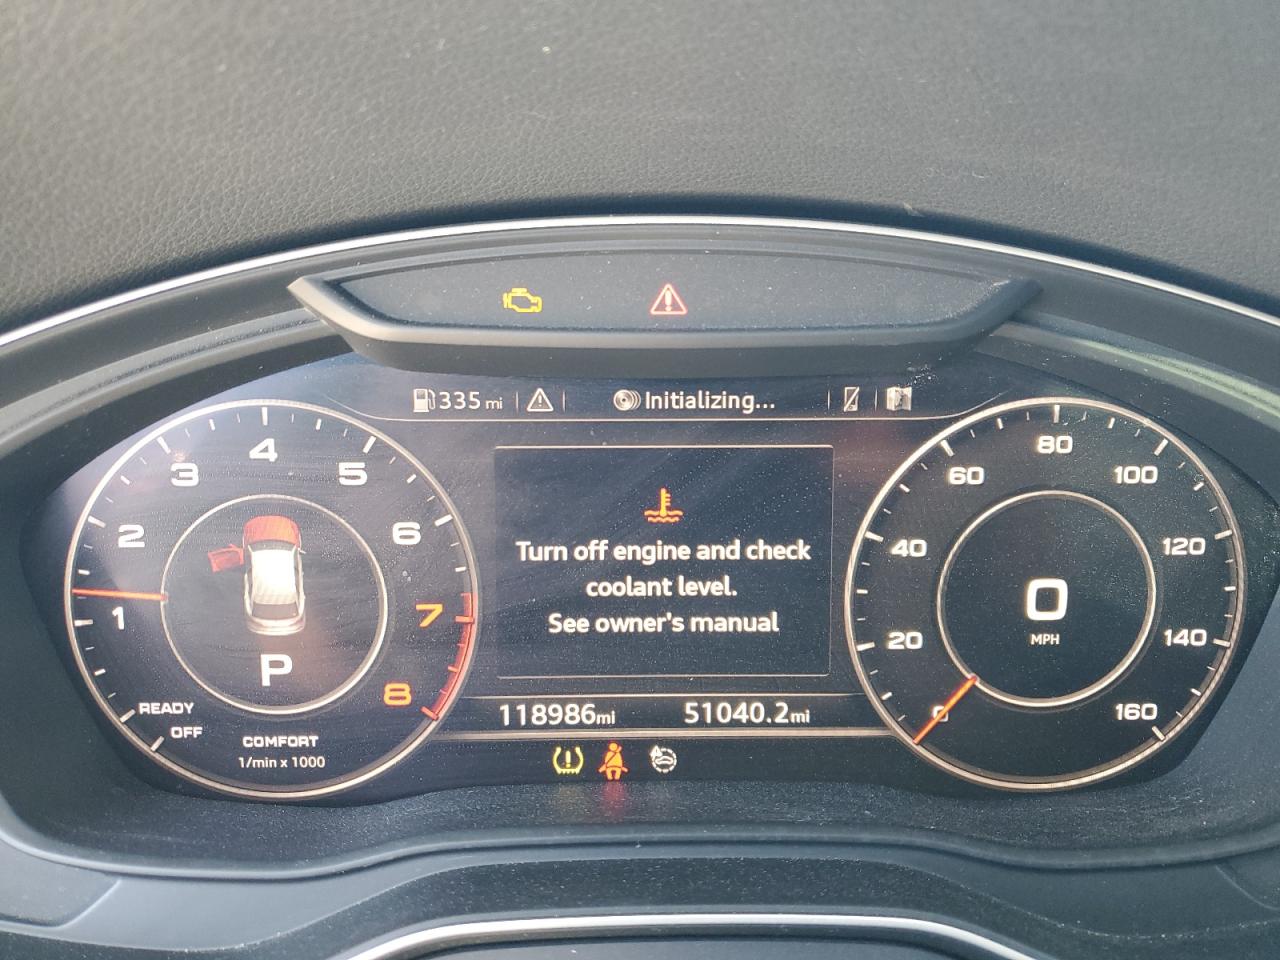 335 mi
Initializing...
1
2
3
4
5
6
7
8
READY
OFF
P
COMFORT
1/min x 1000
Turn off engine and check
coolant level.
See owner's manual
118986mi
51040.2mi
0
20
40
60
80
100
120
140
160
0
MPH